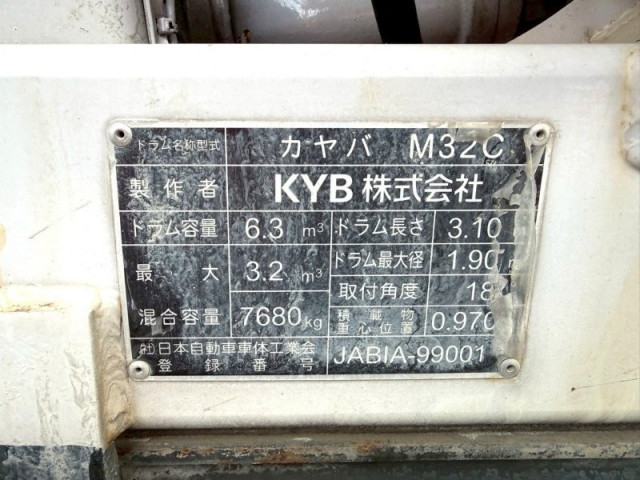 ドラム名称型式 カヤバ M32C
製作者 KYB株式会社
ドラム容量 6.3 m³ ドラム長さ 3.10
最大 3.2 m³ ドラム最大径 1.90
取付角度 18
混合容量 7680kg 積載物重心位置 0.970
㈳日本自動車車体工業会
登録番号 JABIA-99001